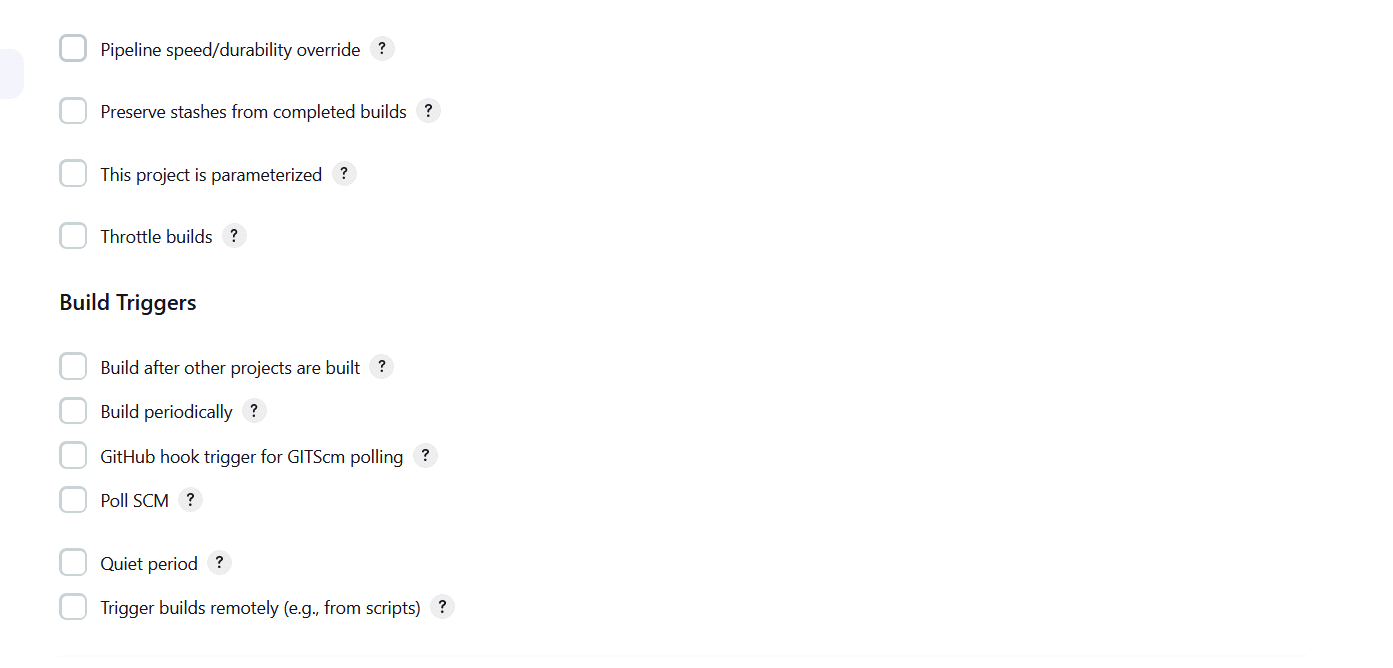 Pipeline speed/durability override ?
Preserve stashes from completed builds ?
This project is parameterized ?
Throttle builds ?
Build Triggers
Build after other projects are built ?
Build periodically ?
GitHub hook trigger for GITScm polling ?
Poll SCM ?
Quiet period ?
Trigger builds remotely (e.g., from scripts) ?